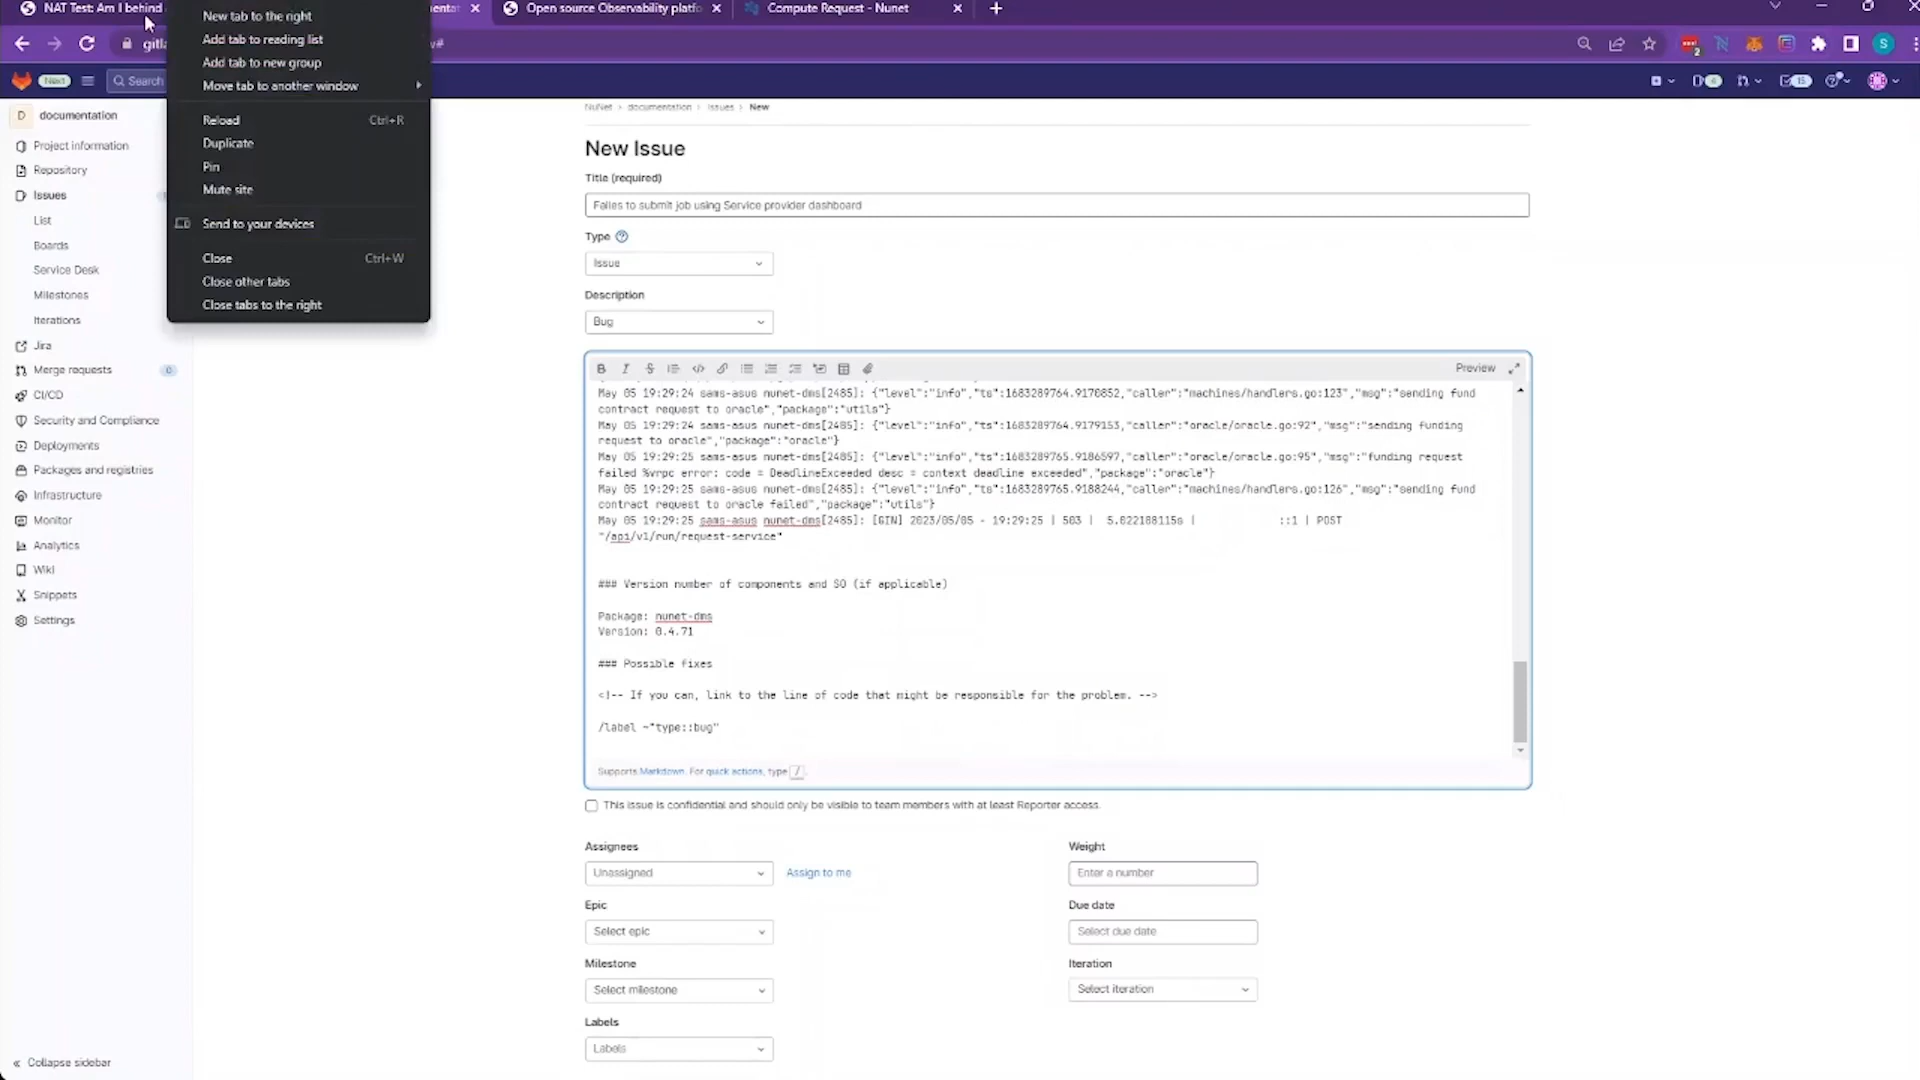 NAT Test: Am I behind
Open source Observability platfo
Compute Request - Nunet
gitla
Next
Search
documentation
Project information
Repository
Issues
List
Boards
Service Desk
Milestones
Iterations
Jira
Merge requests
0
CI/CD
Security and Compliance
Deployments
Packages and registries
Infrastructure
Monitor
Analytics
Wiki
Snippets
Settings
Collapse sidebar
New tab to the right
Add tab to reading list
Add tab to new group
Move tab to another window
Reload Ctrl+R
Duplicate
Pin
Mute site
Send to your devices
Close Ctrl+W
Close other tabs
Close tabs to the right
NuNet > documentation > Issues > New
New Issue
Title (required)
Failes to submit job using Service provider dashboard
Type
Issue
Description
Bug
Preview
May 05 19:29:24 sams-asus nunet-dms[2485]: {"level":"info","ts":1683289764.9170852,"caller":"machines/handlers.go:123","msg":"sending fund
contract request to oracle","package":"utils"}
May 05 19:29:24 sams-asus nunet-dms[2485]: {"level":"info","ts":1683289764.9179153,"caller":"oracle/oracle.go:92","msg":"sending funding
request to oracle","package":"oracle"}
May 05 19:29:25 sams-asus nunet-dms[2485]: {"level":"info","ts":1683289765.9186597,"caller":"oracle/oracle.go:95","msg":"funding request
failed %vrpc error: code = DeadlineExceeded desc = context deadline exceeded","package":"oracle"}
May 05 19:29:25 sams-asus nunet-dms[2485]: {"level":"info","ts":1683289765.9188244,"caller":"machines/handlers.go:126","msg":"sending fund
contract request to oracle failed","package":"utils"}
May 05 19:29:25 sams-asus nunet-dms[2485]: [GIN] 2023/05/05 - 19:29:25 | 503 | 5.022188115s | ::1 | POST
"/api/v1/run/request-service"
### Version number of components and SO (if applicable)
Package: nunet-dms
Version: 0.4.71
### Possible fixes
<!-- If you can, link to the line of code that might be responsible for the problem. -->
/label ~"type::bug"
Supports Markdown. For quick actions, type /.
This issue is confidential and should only be visible to team members with at least Reporter access.
Assignees
Unassigned
Assign to me
Weight
Enter a number
Epic
Select epic
Due date
Select due date
Milestone
Select milestone
Iteration
Select iteration
Labels
Labels